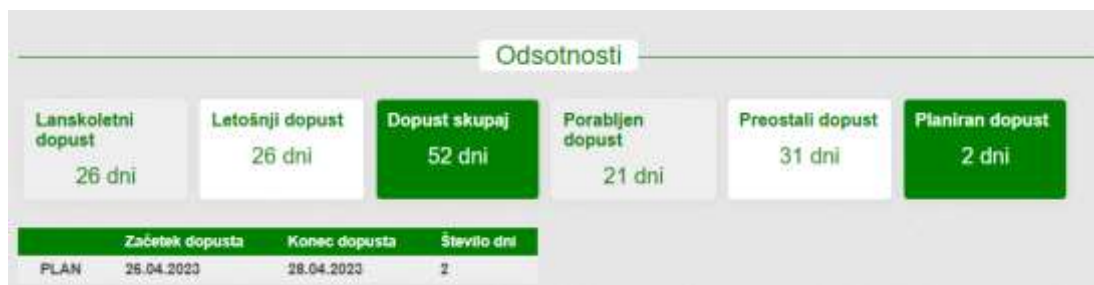 Odsotnosti
Lanskoletni
dopust
26 dni
Letošnji dopust
26 dni
Dopust skupaj
52 dni
Porabljen
dopust
21 dni
Preostali dopust
31 dni
Planiran dopust
2 dni
Začetek dopusta Konec dopusta Število dni
PLAN 26.04.2023 28.04.2023 2